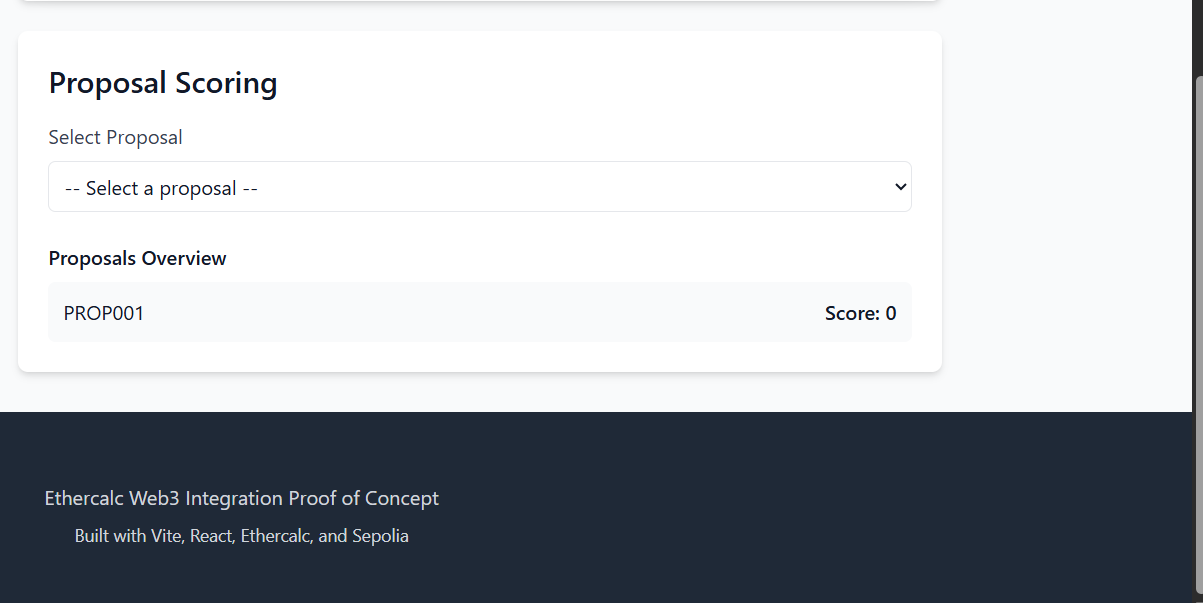 Proposal Scoring
Select Proposal
-- Select a proposal --
Proposals Overview
PROP001 Score: 0
Ethercalc Web3 Integration Proof of Concept
Built with Vite, React, Ethercalc, and Sepolia